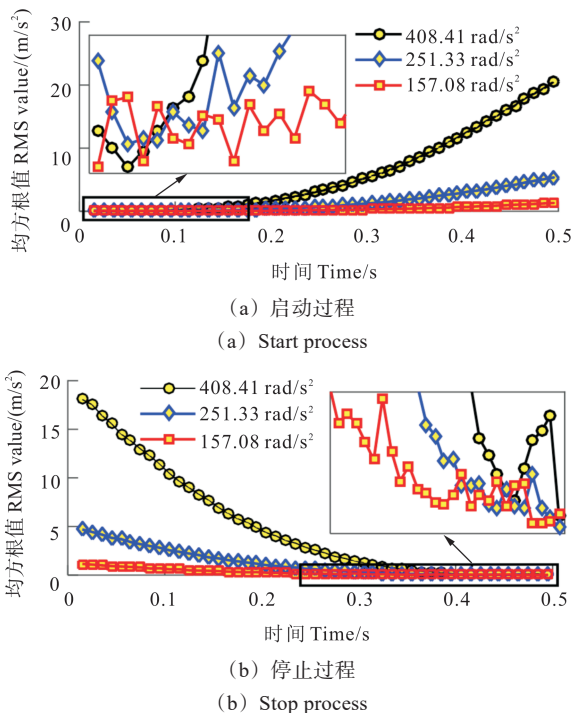 均方根值 RMS value/(m/s²)
30
20
10
0
408.41 rad/s²
251.33 rad/s²
157.08 rad/s²
0 0.1 0.2 0.3 0.4 0.5
时间 Time/s
(a) 启动过程
(a) Start process
均方根值 RMS value/(m/s²)
20
15
10
5
0
408.41 rad/s²
251.33 rad/s²
157.08 rad/s²
0 0.1 0.2 0.3 0.4 0.5
时间 Time/s
(b) 停止过程
(b) Stop process